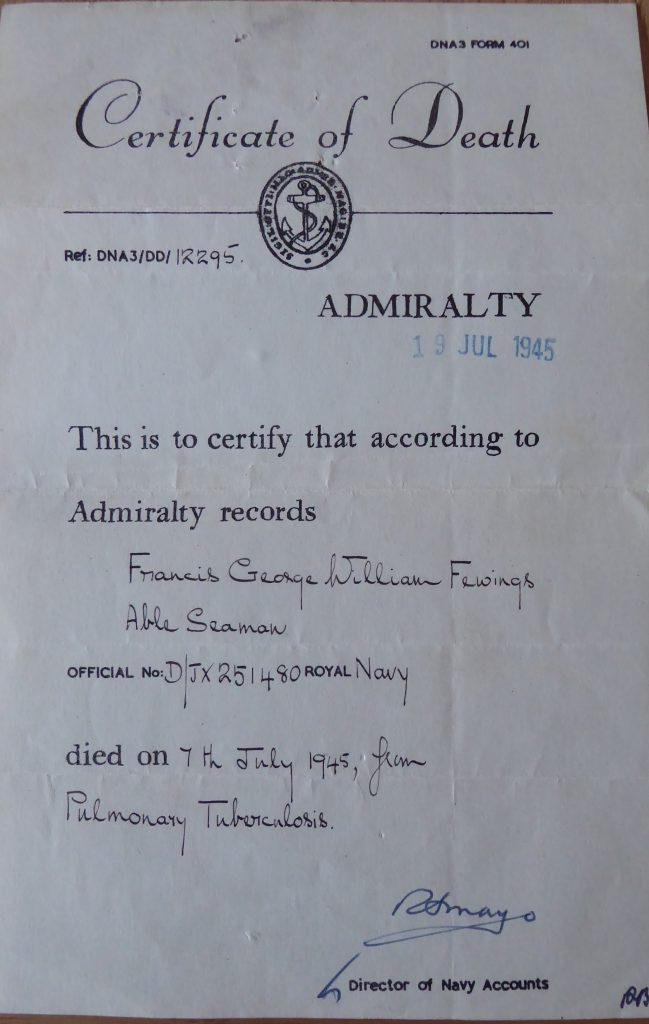 DNA3 FORM 401
Certificate of Death
Ref: DNA3/DD/12295.
ADMIRALTY
19 JUL 1945
This is to certify that according to
Admiralty records
Francis George William Fewings
Able Seaman
OFFICIAL No: D/JX 251480 ROYAL Navy
died on 7th July 1945, from
Pulmonary Tuberculosis.
Director of Navy Accounts